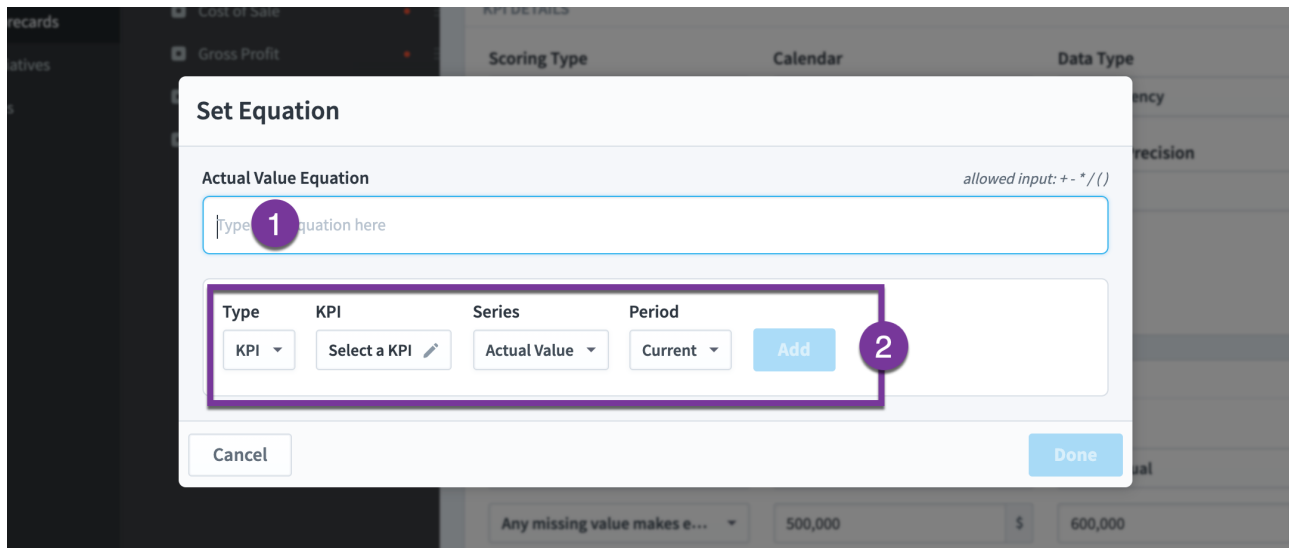 recards
Cost of Sale
KPI DETAILS
iatives
Gross Profit
Scoring Type
Calendar
Data Type
s
ency
Set Equation
recision
Actual Value Equation
allowed input: + - * / ( )
Type
1
quation here
Type
KPI
Series
Period
KPI
Select a KPI
Actual Value
Current
Add
2
Cancel
Done
ual
Any missing value makes e...
500,000
$
600,000